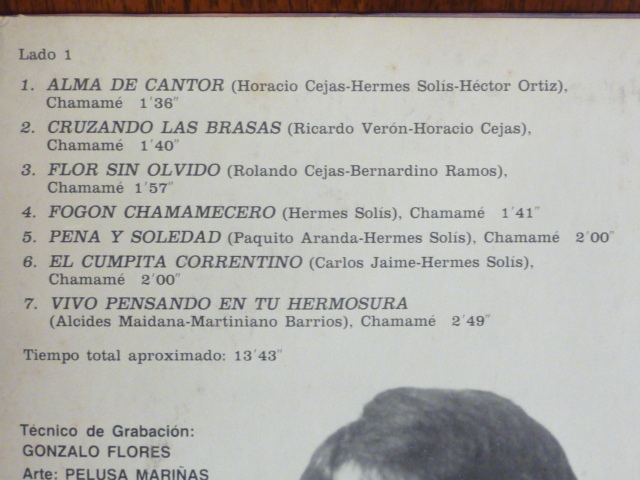 Lado 1
1. ALMA DE CANTOR (Horacio Cejas-Hermes Solís-Héctor Ortiz),
Chamamé 1'36"
2. CRUZANDO LAS BRASAS (Ricardo Verón-Horacio Cejas),
Chamamé 1'40"
3. FLOR SIN OLVIDO (Rolando Cejas-Bernardino Ramos),
Chamamé 1'57"
4. FOGON CHAMAMECERO (Hermes Solís), Chamamé 1'41"
5. PENA Y SOLEDAD (Paquito Aranda-Hermes Solís), Chamamé 2'00"
6. EL CUMPITA CORRENTINO (Carlos Jaime-Hermes Solís),
Chamamé 2'00"
7. VIVO PENSANDO EN TU HERMOSURA
(Alcides Maidana-Martiniano Barrios), Chamamé 2'49"
Tiempo total aproximado: 13'43"
Técnico de Grabación:
GONZALO FLORES
Arte: PELUSA MARIÑAS